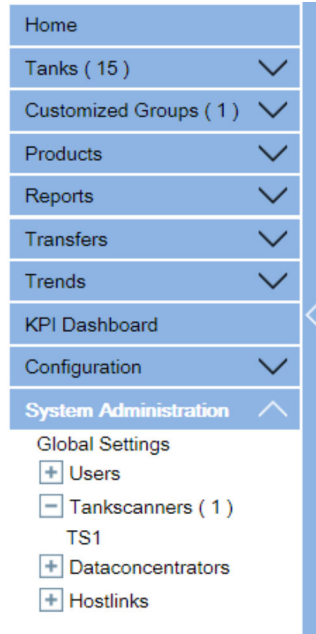 Home
Tanks ( 15 )
Customized Groups ( 1 )
Products
Reports
Transfers
Trends
KPI Dashboard
Configuration
System Administration
Global Settings
Users
Tankscanners ( 1 )
TS1
Dataconcentrators
Hostlinks